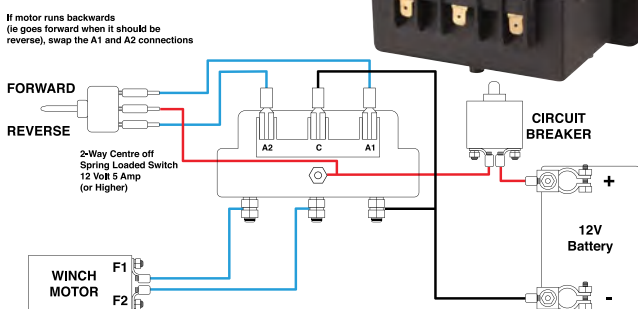 If motor runs backwards
(ie goes forward when it should be
reverse), swap the A1 and A2 connections
FORWARD
REVERSE
2-Way Centre off
Spring Loaded Switch
12 Volt 5 Amp
(or Higher)
A2 C A1
CIRCUIT
BREAKER
+
12V
Battery
-
WINCH
MOTOR
F1
F2